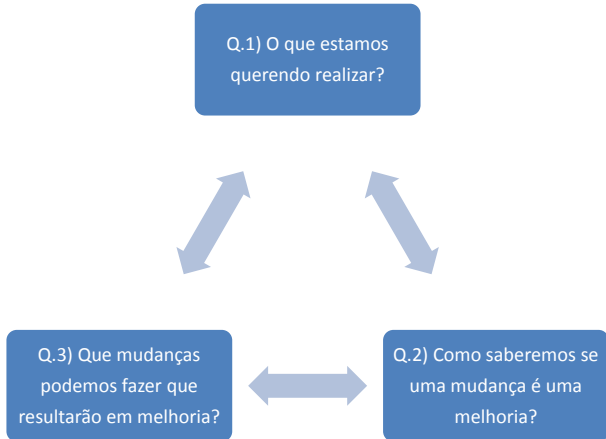 Q.1) O que estamos
querendo realizar?
Q.3) Que mudanças
podemos fazer que
resultarão em melhoria?
Q.2) Como saberemos se
uma mudança é uma
melhoria?